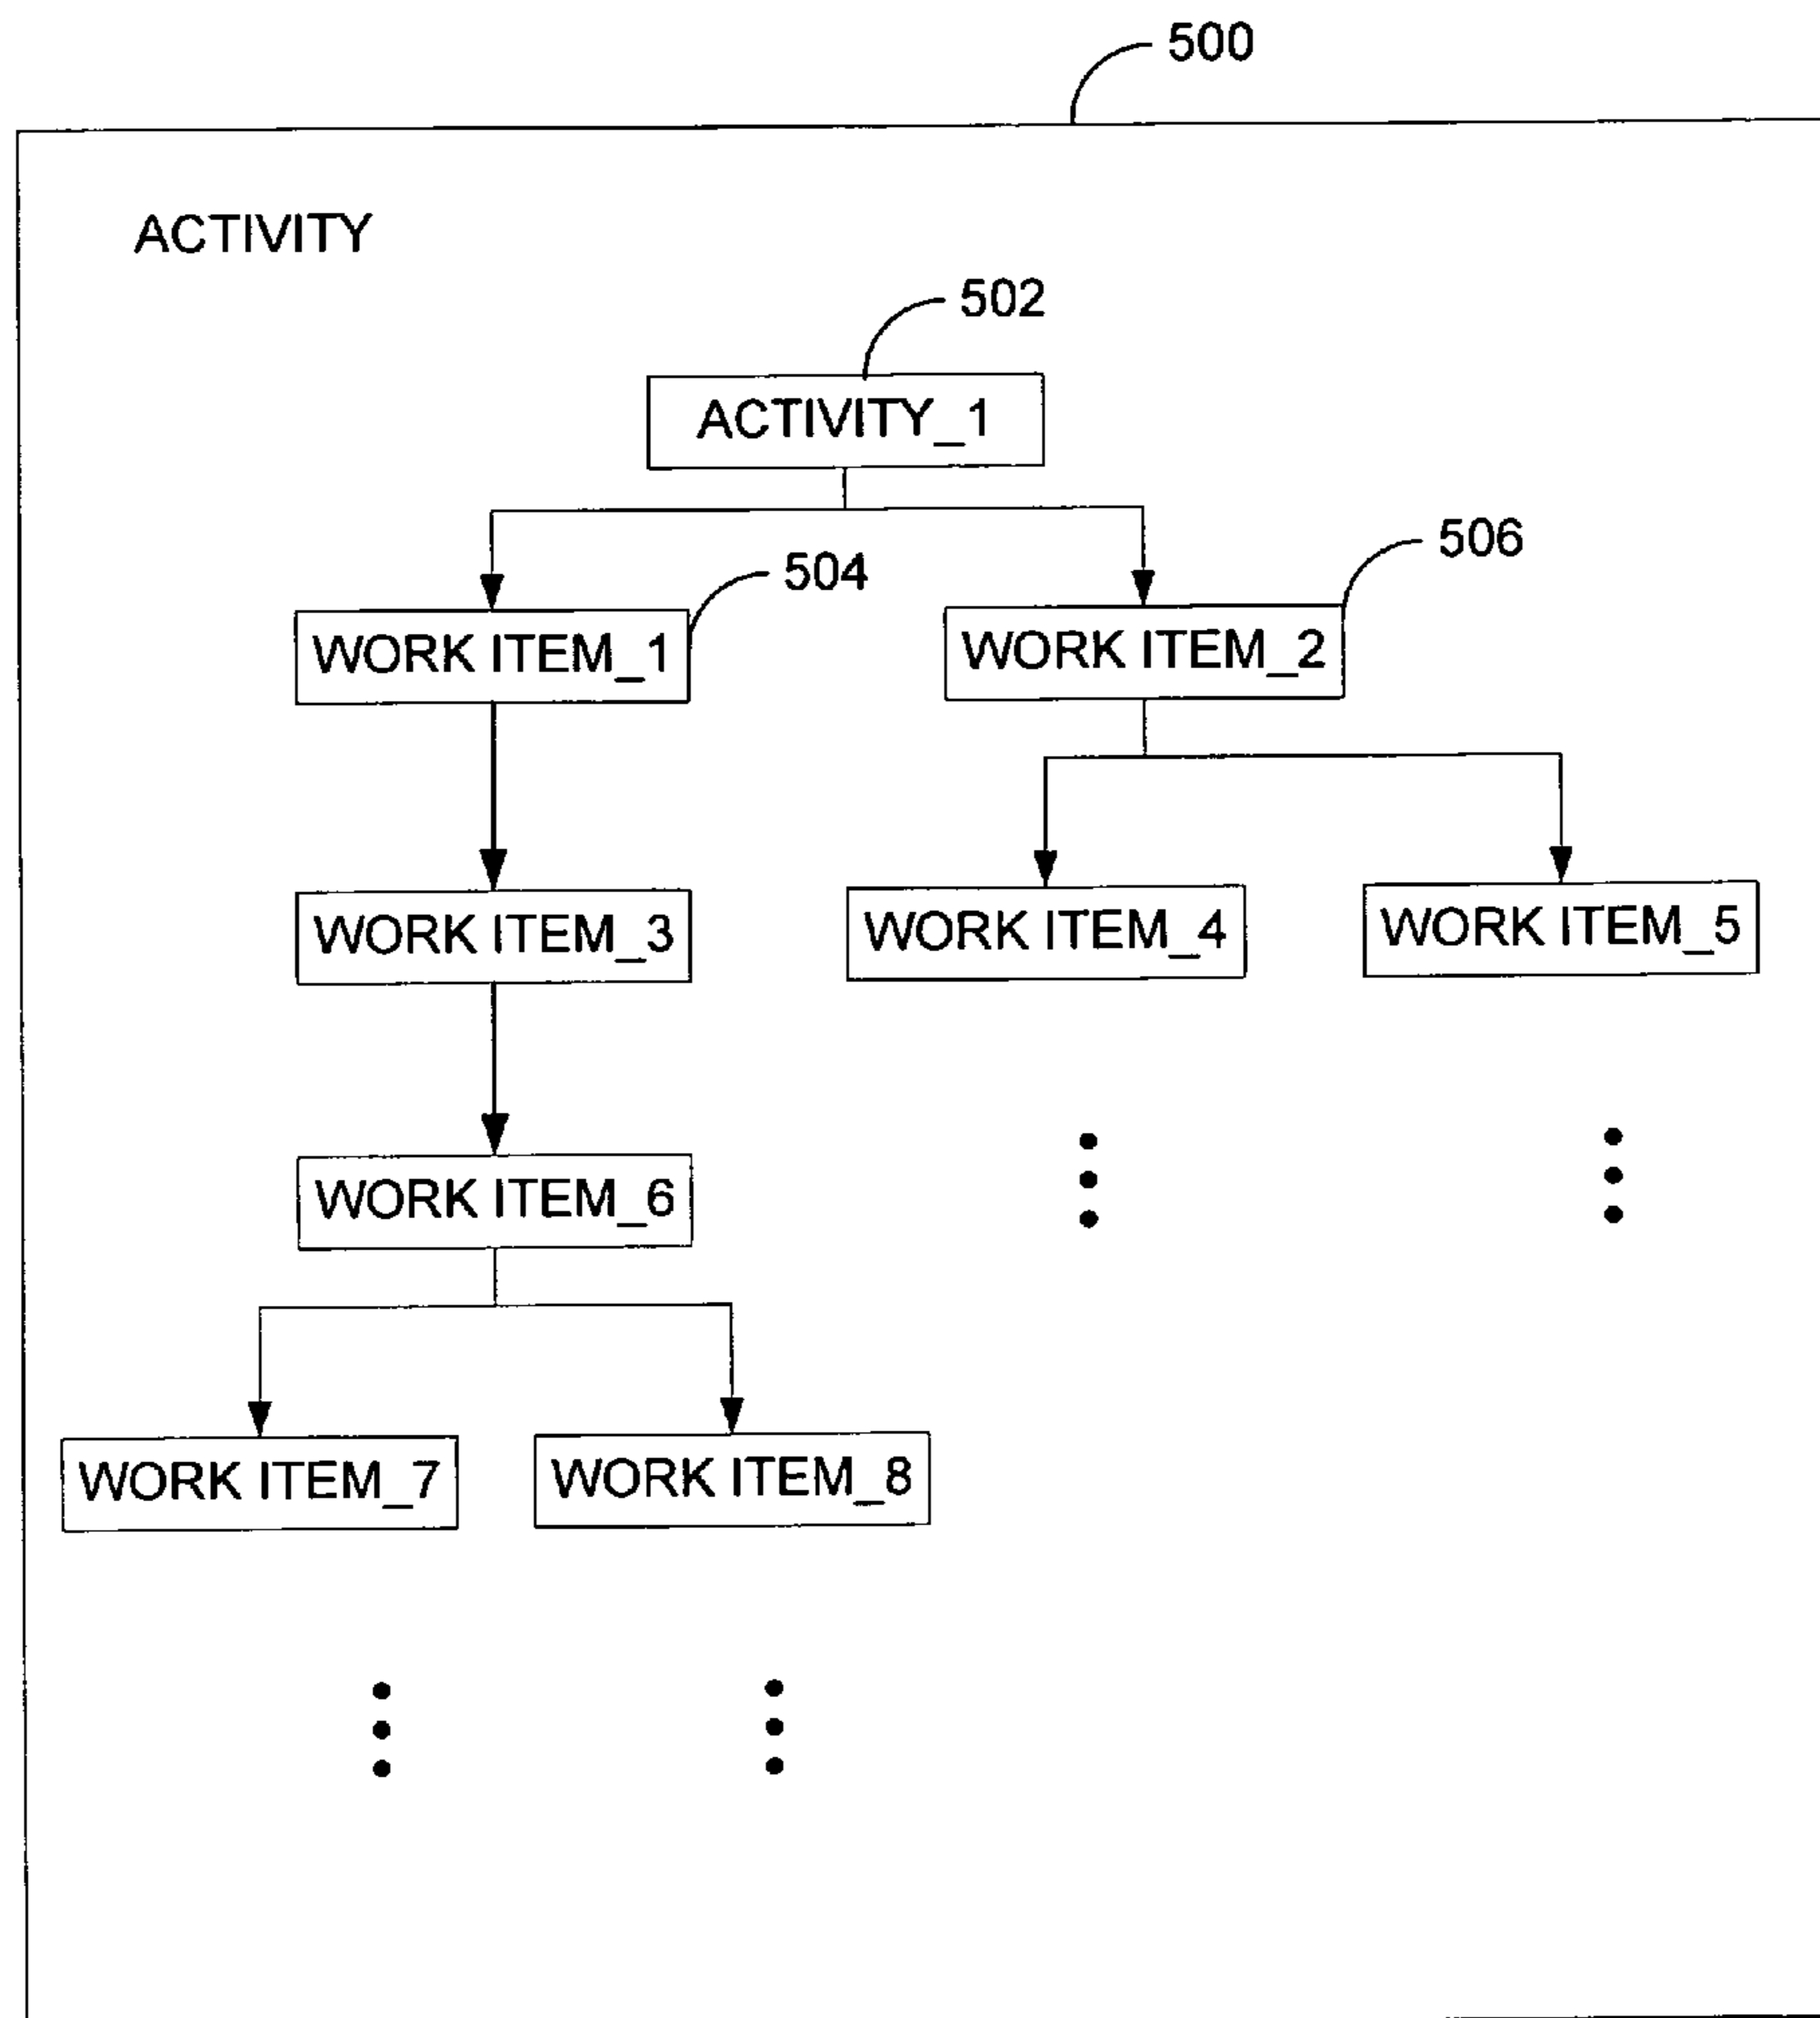 500
ACTIVITY
502
ACTIVITY_1
506
504
WORK ITEM_1
WORK ITEM_2
WORK ITEM_3
WORK ITEM_4
WORK ITEM_5
WORK ITEM_6
WORK ITEM_7
WORK ITEM_8